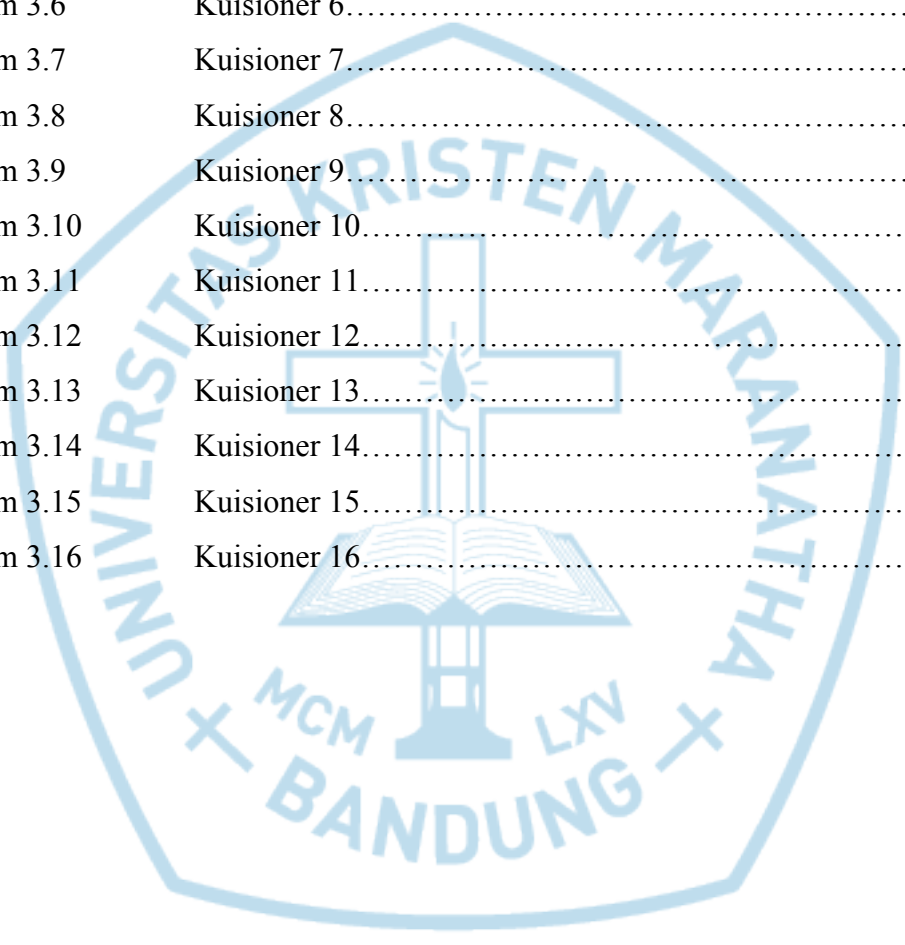 m 3.6 Kuisioner 6……………………………………………………
m 3.7 Kuisioner 7……………………………………………………
m 3.8 Kuisioner 8……………………………………………………
m 3.9 Kuisioner 9……………………………………………………
m 3.10 Kuisioner 10…………………………………………………
m 3.11 Kuisioner 11…………………………………………………
m 3.12 Kuisioner 12…………………………………………………
m 3.13 Kuisioner 13…………………………………………………
m 3.14 Kuisioner 14…………………………………………………
m 3.15 Kuisioner 15…………………………………………………
m 3.16 Kuisioner 16…………………………………………………
UNIVERSITAS KRISTEN MARANATHA
MCM LXV
BANDUNG